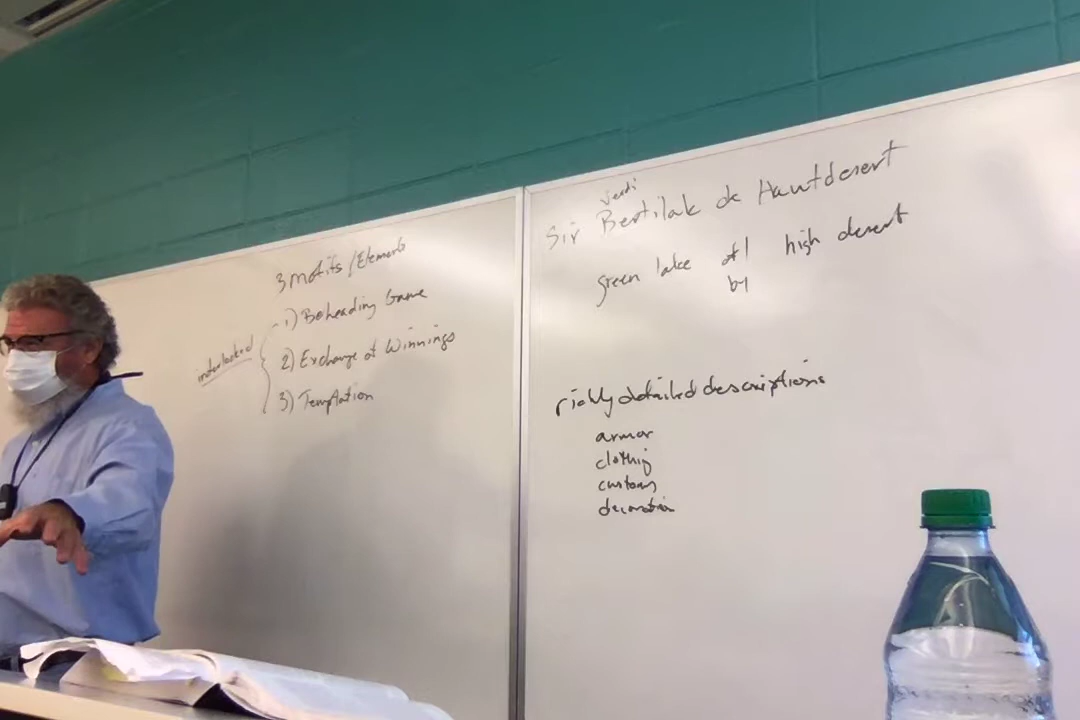 3 motifs / Elements
interlocked
1) Beheading Game
2) Exchange of Winnings
3) Temptation
verdi
Sir Bertilak de Hautdesert
green lake of/ high desert
by
richly detailed descriptions
armor
clothing
customs
decoration